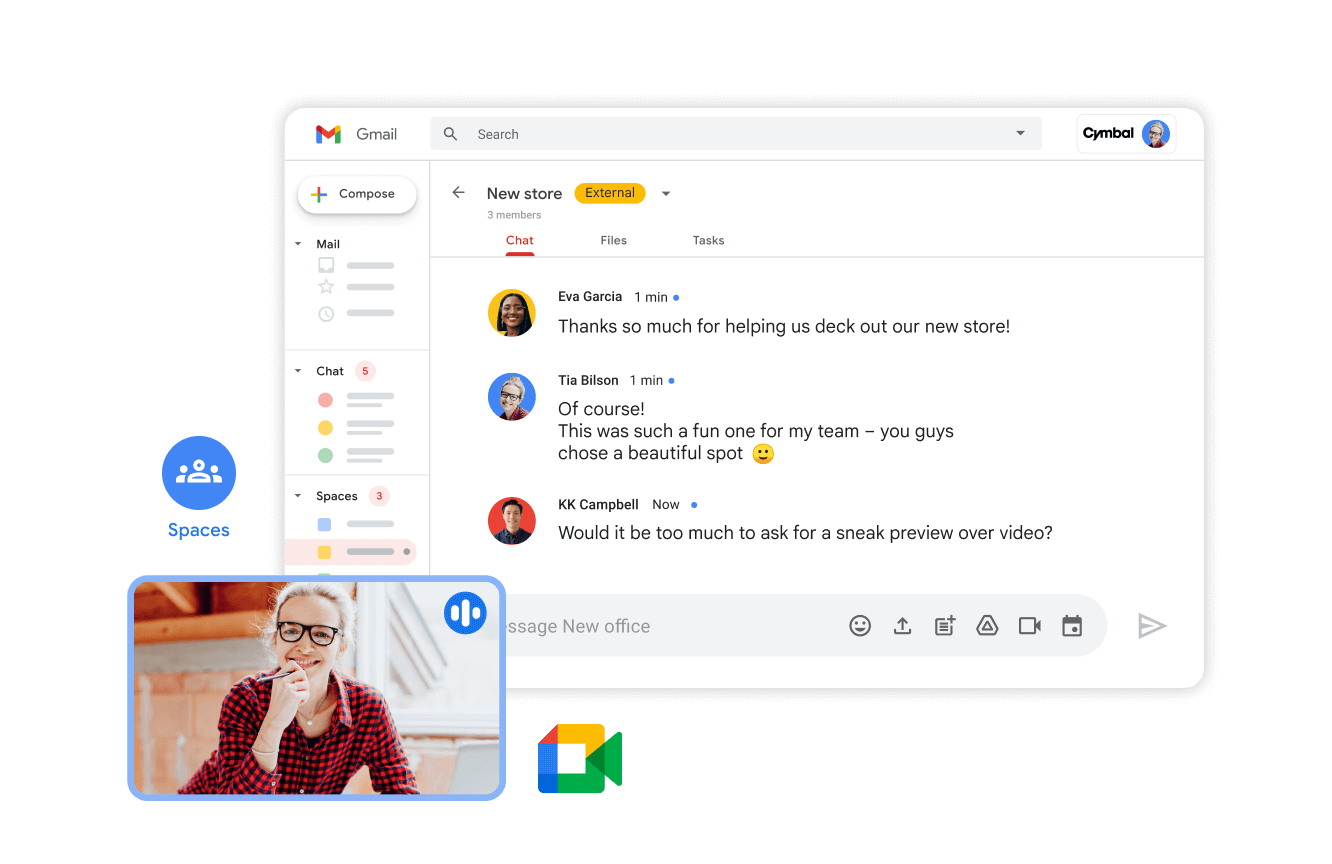 Gmail
Search
Cymbal
Compose
New store External
3 members
Chat Files Tasks
Mail
Eva Garcia 1 min
Thanks so much for helping us deck out our new store!
Chat 5
Tia Bilson 1 min
Of course!
This was such a fun one for my team – you guys
chose a beautiful spot 🙂
Spaces 3
KK Campbell Now
Would it be too much to ask for a sneak preview over video?
Spaces
essage New office